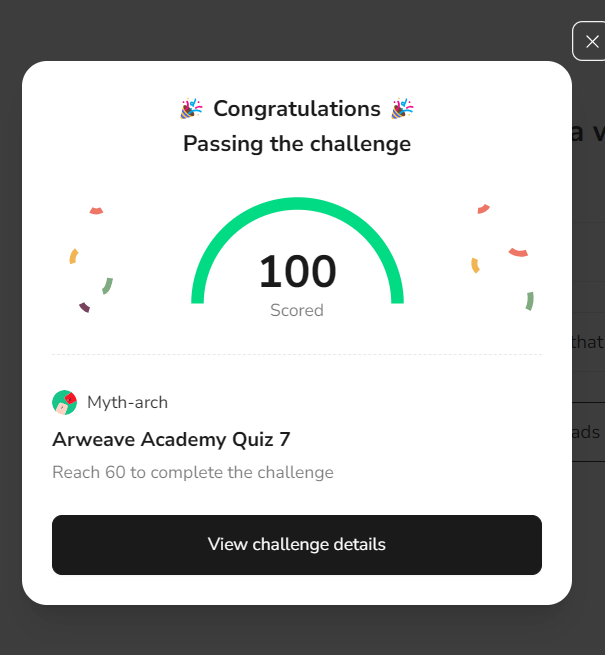 🎉 Congratulations 🎉
Passing the challenge
100
Scored
Myth-arch
Arweave Academy Quiz 7
Reach 60 to complete the challenge
View challenge details
a
that
ads